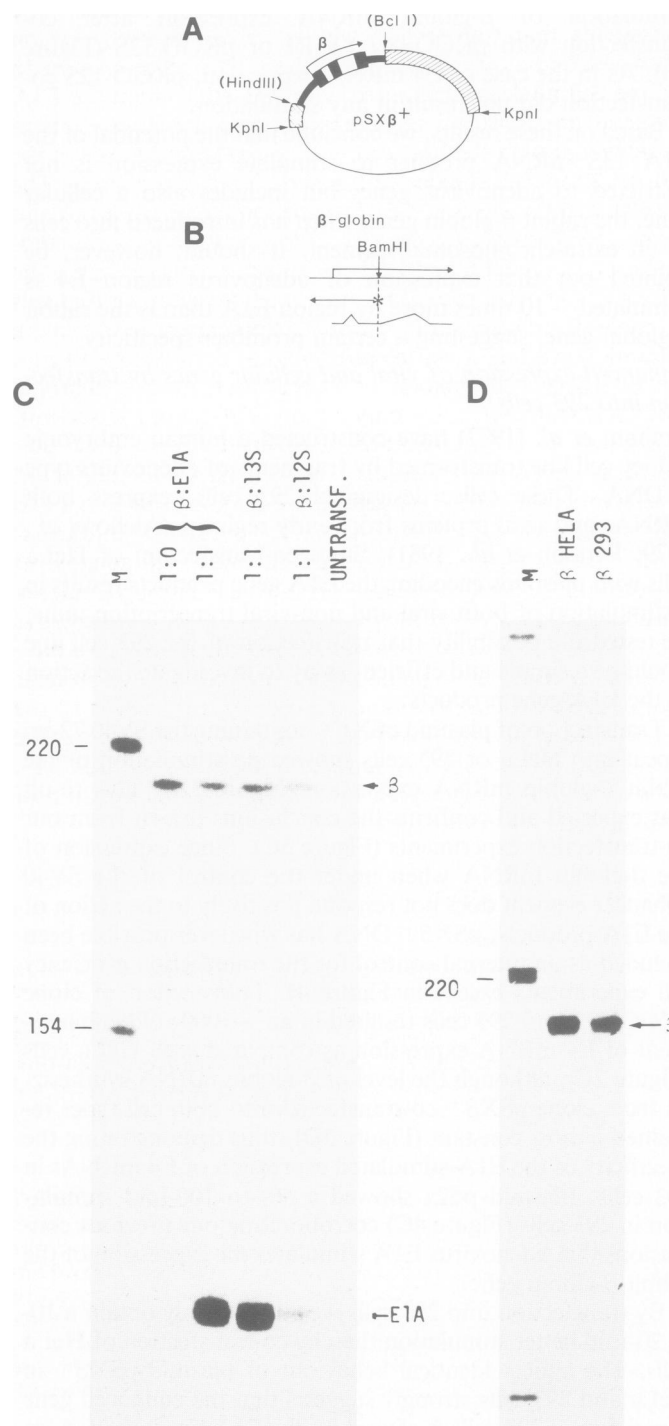 A
(Bcl I)
β
(HindIII)
KpnI
pSXβ+
KpnI
B
β-globin
BamHI
*
C
D
β:E1A
M
1:0
1:1
1:1 β:13S
1:1 β:12S
UNTRANSF.
M
β HELA
β 293
220
β
220
154
E1A